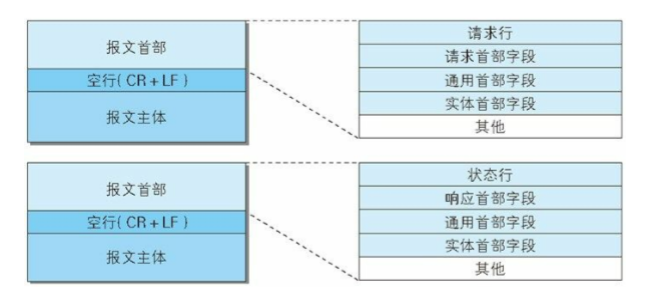 报文首部
空行(CR+LF)
报文主体
请求行
请求首部字段
通用首部字段
实体首部字段
其他
报文首部
空行(CR+LF)
报文主体
状态行
响应首部字段
通用首部字段
实体首部字段
其他